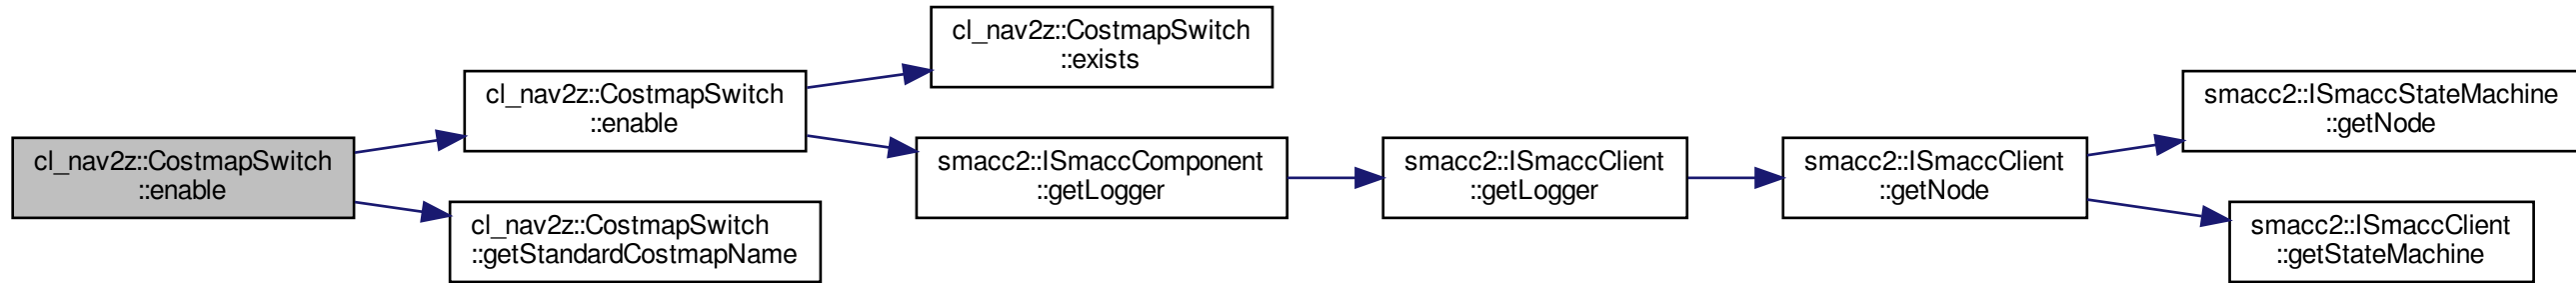 cl_nav2z::CostmapSwitch
::enable
cl_nav2z::CostmapSwitch
::enable
cl_nav2z::CostmapSwitch
::getStandardCostmapName
cl_nav2z::CostmapSwitch
::exists
smacc2::ISmaccComponent
::getLogger
smacc2::ISmaccClient
::getLogger
smacc2::ISmaccClient
::getNode
smacc2::ISmaccStateMachine
::getNode
smacc2::ISmaccClient
::getStateMachine